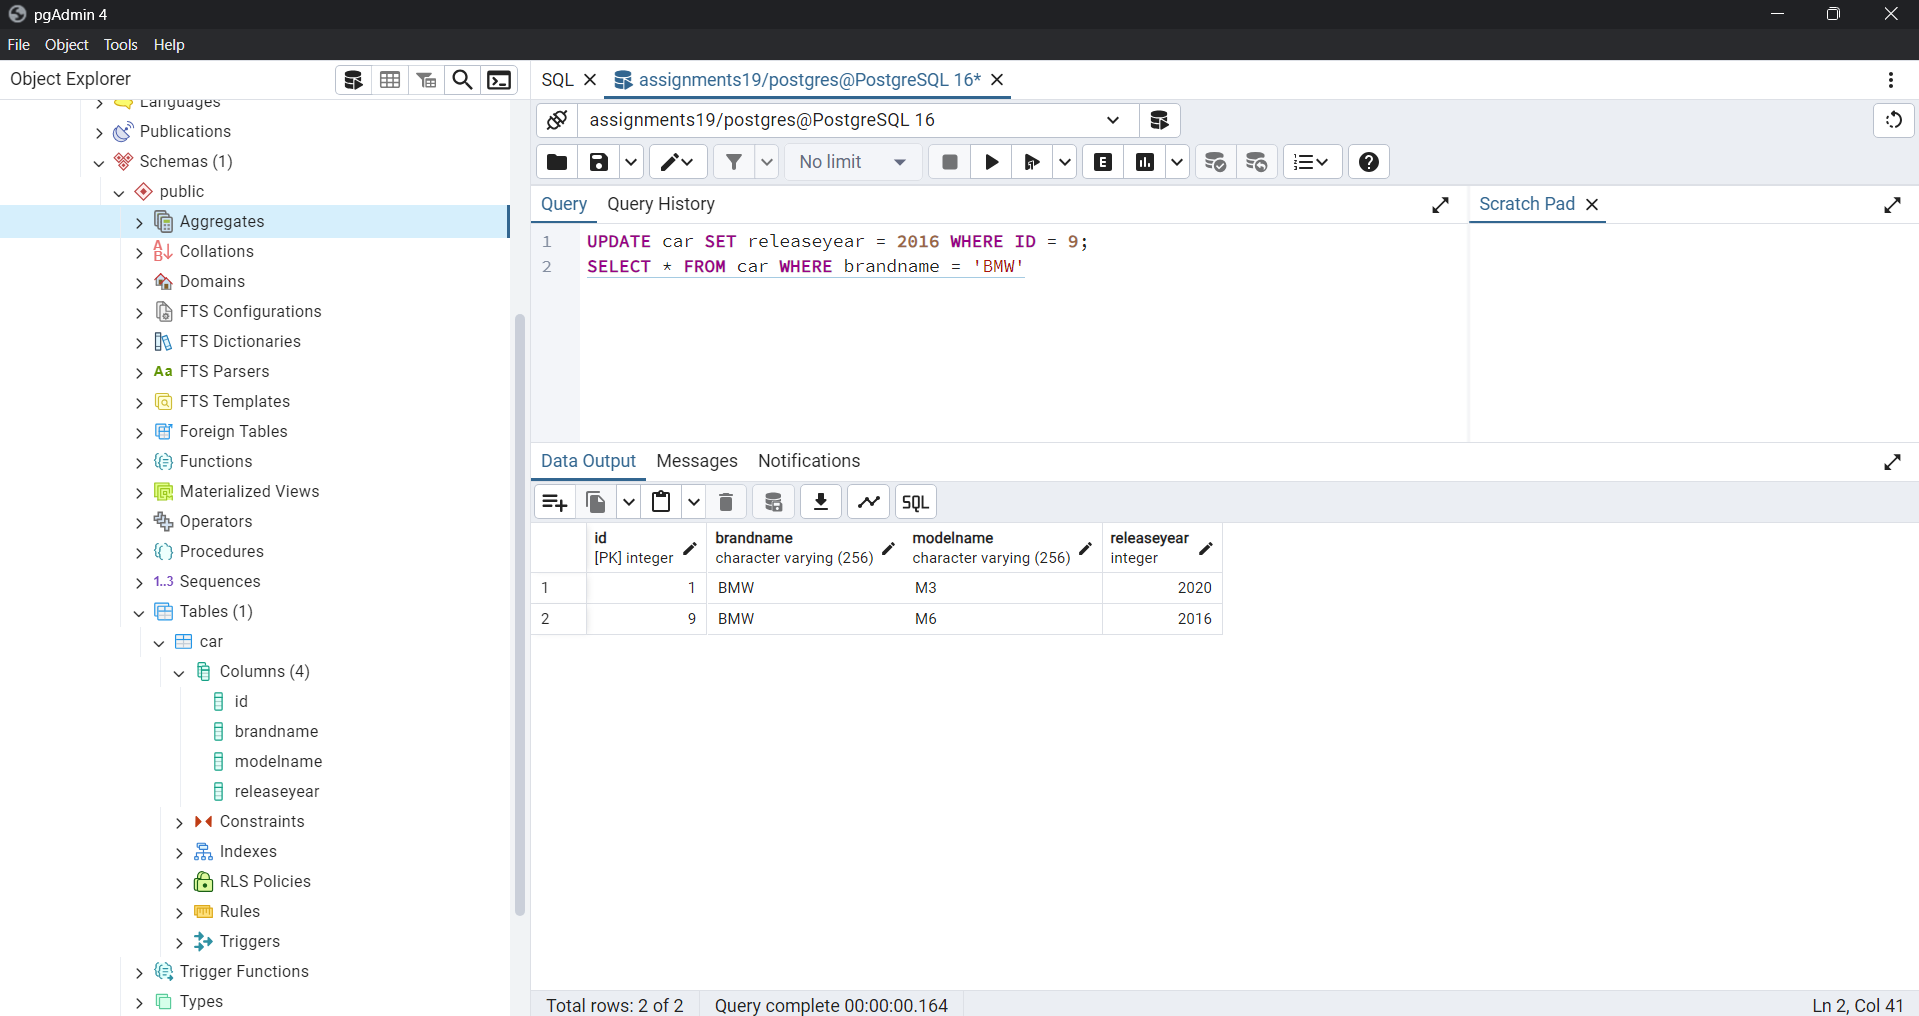 pgAdmin 4
File Object Tools Help
Object Explorer
SQL
assignments19/postgres@PostgreSQL 16*
Languages
Publications
Schemas (1)
public
Aggregates
Collations
Domains
FTS Configurations
FTS Dictionaries
Aa FTS Parsers
FTS Templates
Foreign Tables
Functions
Materialized Views
Operators
Procedures
1..3 Sequences
Tables (1)
car
Columns (4)
id
brandname
modelname
releaseyear
Constraints
Indexes
RLS Policies
Rules
Triggers
Trigger Functions
Types
assignments19/postgres@PostgreSQL 16
No limit
E
Query Query History
Scratch Pad
1 UPDATE car SET releaseyear = 2016 WHERE ID = 9;
2 SELECT * FROM car WHERE brandname = 'BMW'
Data Output Messages Notifications
SQL
id brandname modelname releaseyear
[PK] integer character varying (256) character varying (256) integer
1 1 BMW M3 2020
2 9 BMW M6 2016
Total rows: 2 of 2 Query complete 00:00:00.164 Ln 2, Col 41